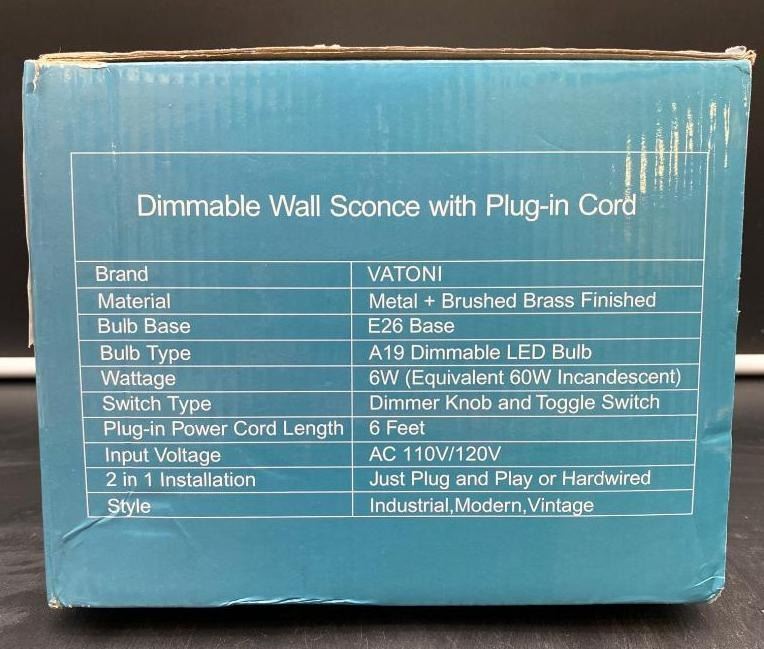 Dimmable Wall Sconce with Plug-in Cord
Brand VATONI
Material Metal + Brushed Brass Finished
Bulb Base E26 Base
Bulb Type A19 Dimmable LED Bulb
Wattage 6W (Equivalent 60W Incandescent)
Switch Type Dimmer Knob and Toggle Switch
Plug-in Power Cord Length 6 Feet
Input Voltage AC 110V/120V
2 in 1 Installation Just Plug and Play or Hardwired
Style Industrial,Modern,Vintage